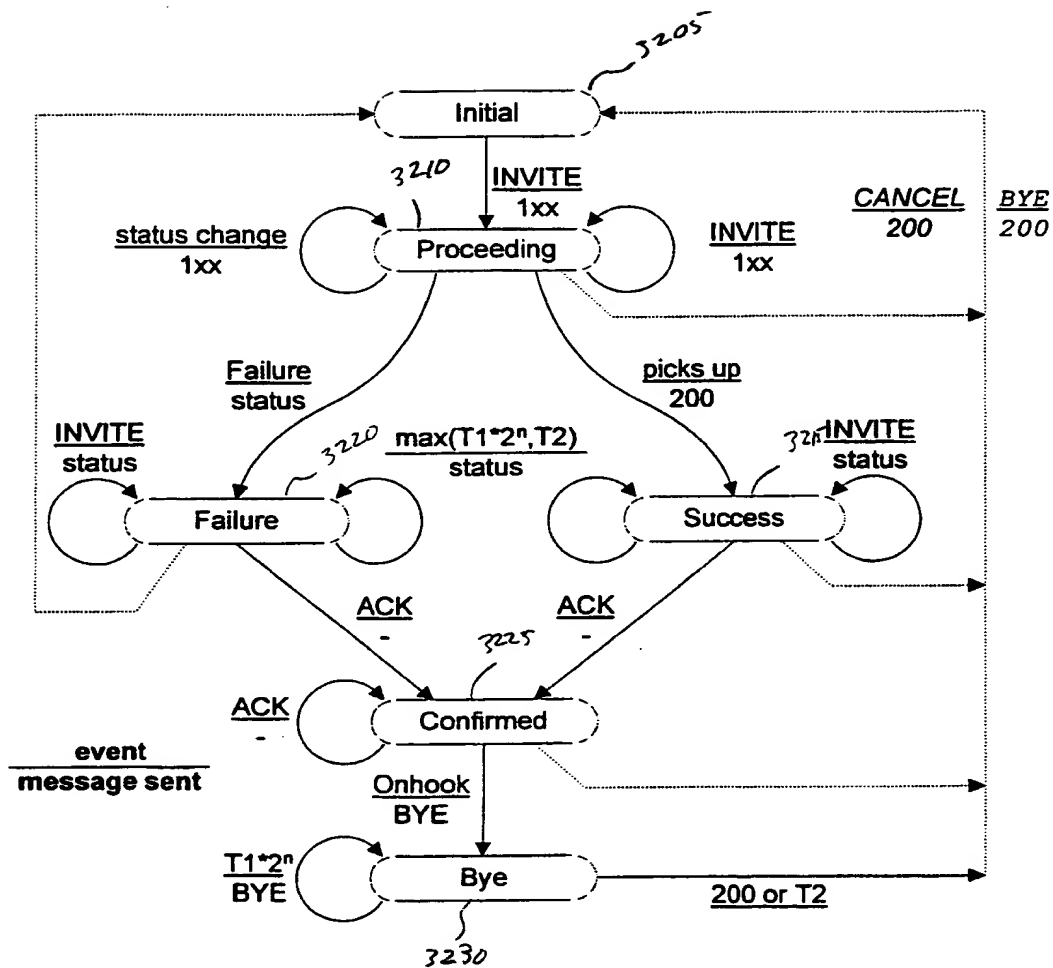 3205
Initial
3210
INVITE
1xx
CANCEL
200
BYE
200
status change
1xx
Proceeding
INVITE
1xx
Failure
status
picks up
200
INVITE
status
3220
max(T1*2ⁿ,T2)
status
INVITE
status
Failure
Success
ACK
-
ACK
-
3225
ACK
-
Confirmed
event
message sent
Onhook
BYE
T1*2ⁿ
BYE
Bye
200 or T2
3230